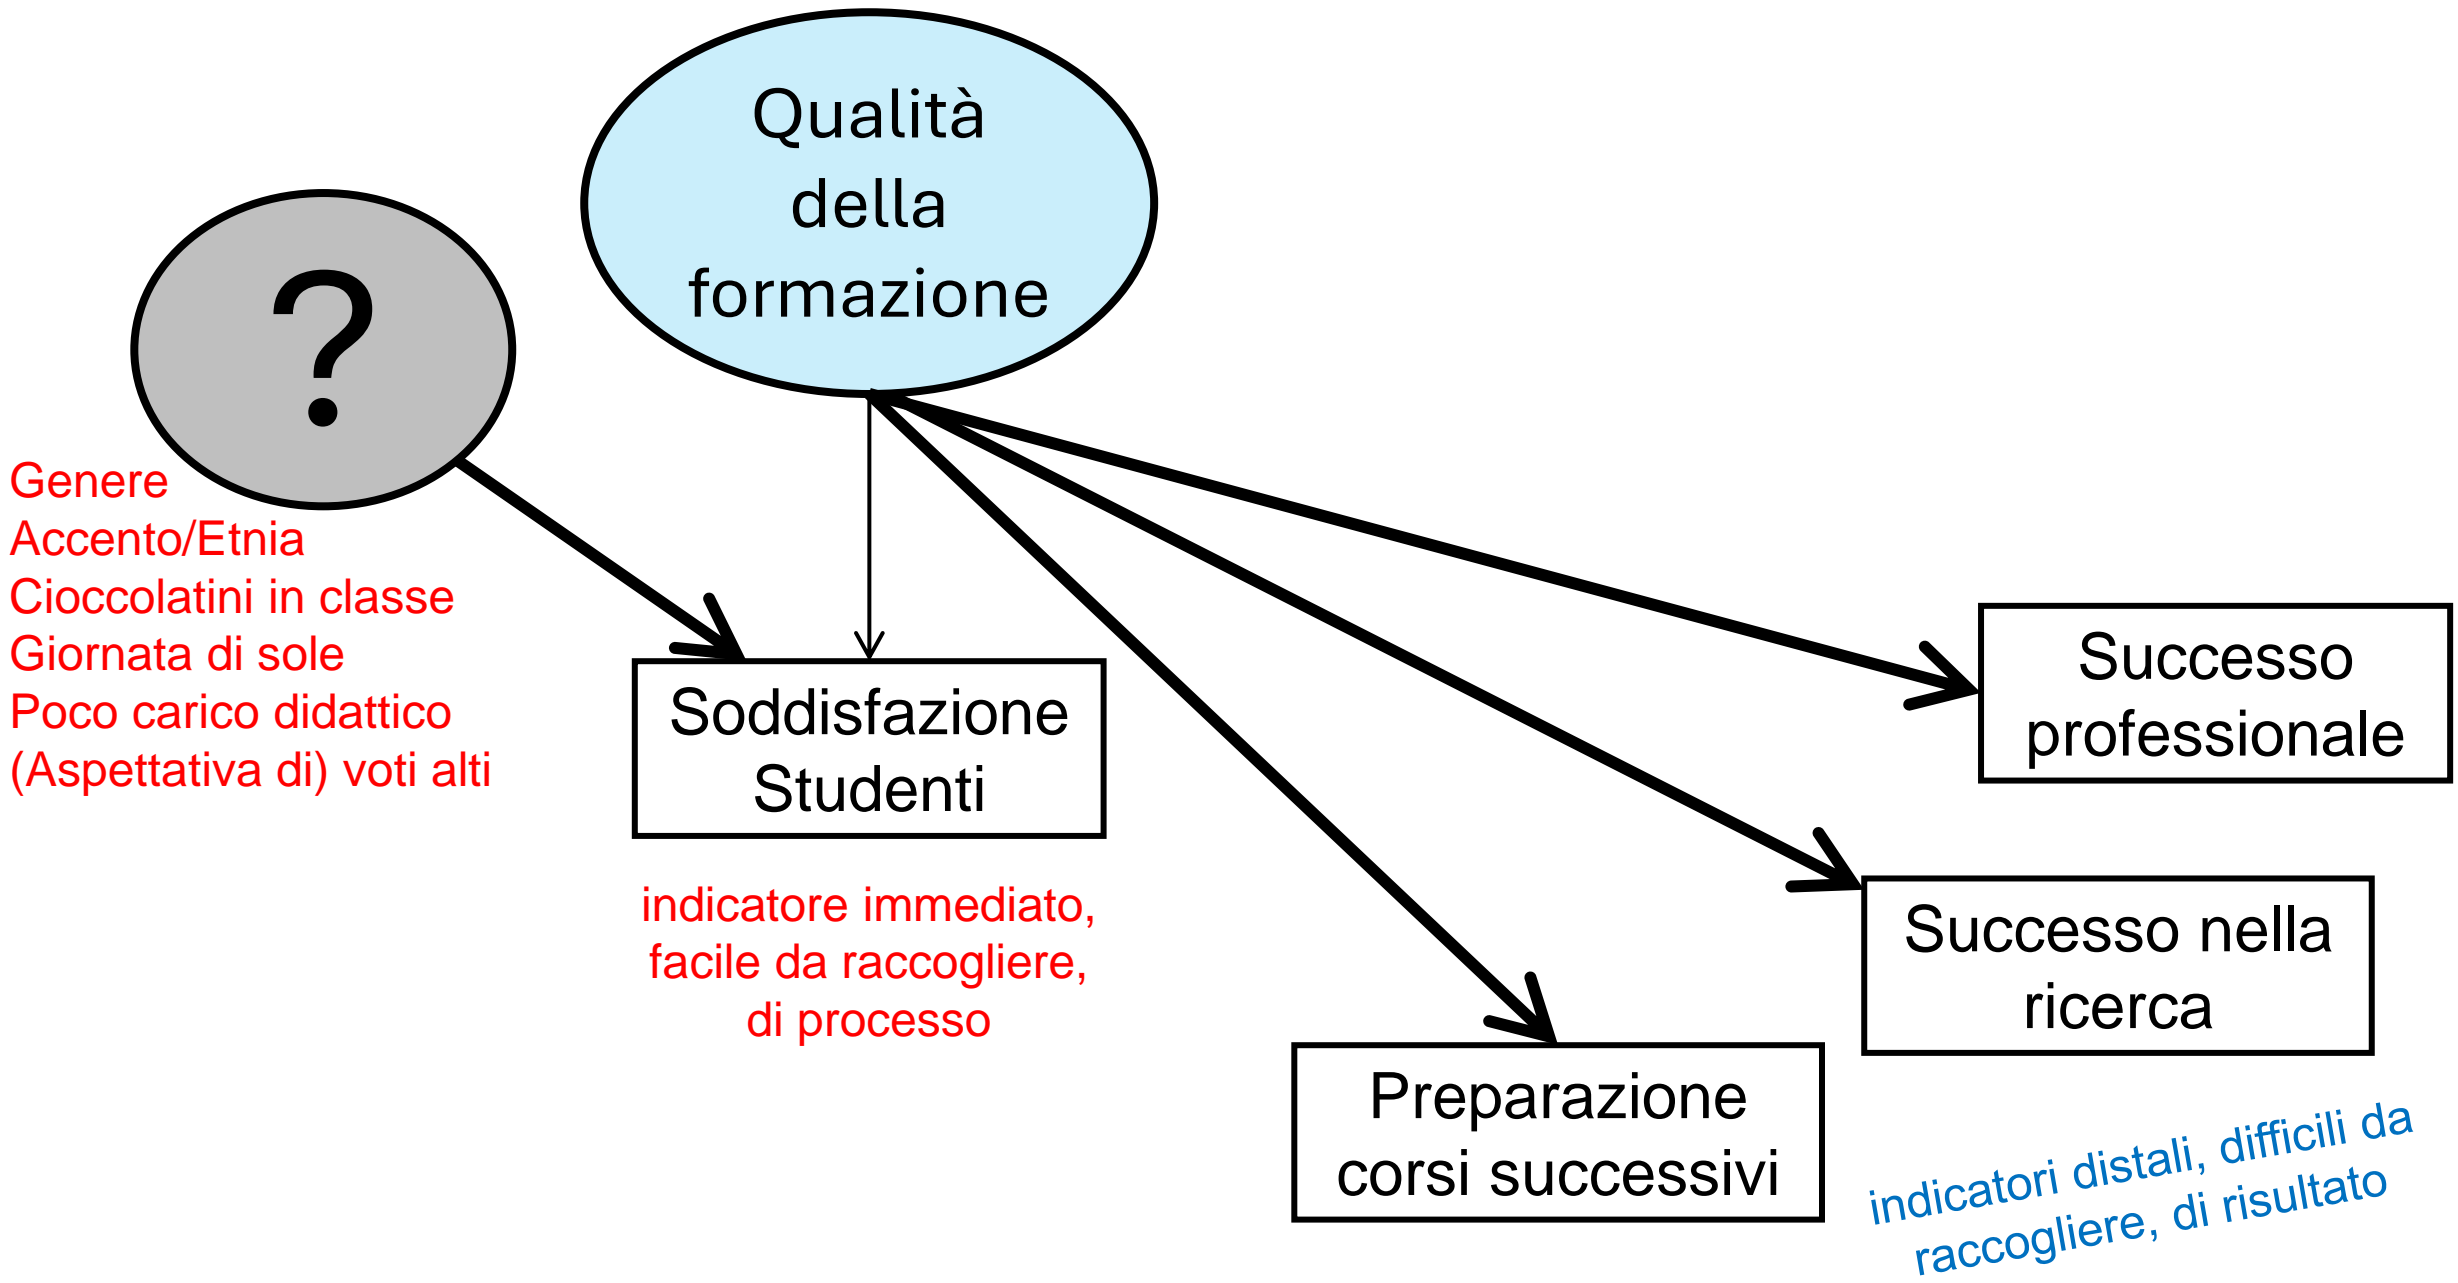 Qualità
della
formazione
?
Genere
Accento/Etnia
Cioccolatini in classe
Giornata di sole
Poco carico didattico
(Aspettativa di) voti alti
Soddisfazione
Studenti
indicatore immediato,
facile da raccogliere,
di processo
Successo
professionale
Successo nella
ricerca
Preparazione
corsi successivi
indicatori distali, difficili da
raccogliere, di risultato